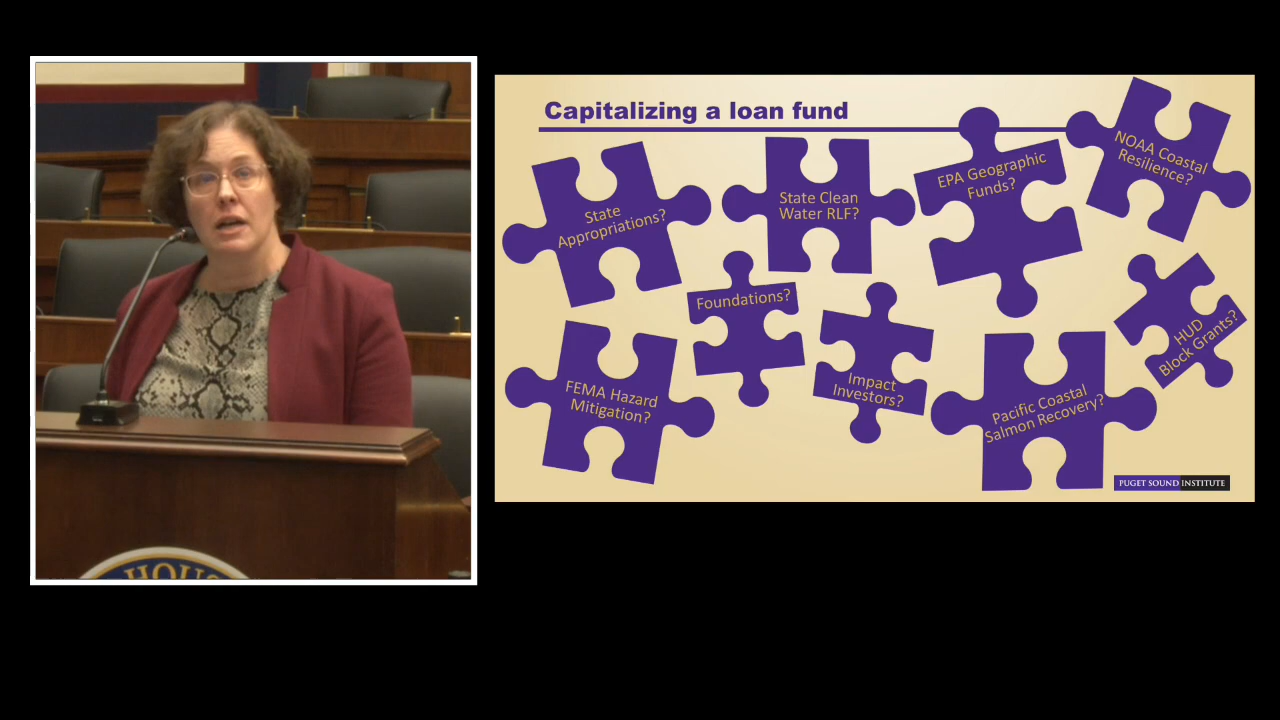 Capitalizing a loan fund
State
Appropriations?
State Clean
Water RLF?
EPA Geographic
Funds?
NOAA Coastal
Resilience?
Foundations?
FEMA Hazard
Mitigation?
Impact
Investors?
Pacific Coastal
Salmon Recovery?
HUD
Block Grants?
PUGET SOUND INSTITUTE
HOUS